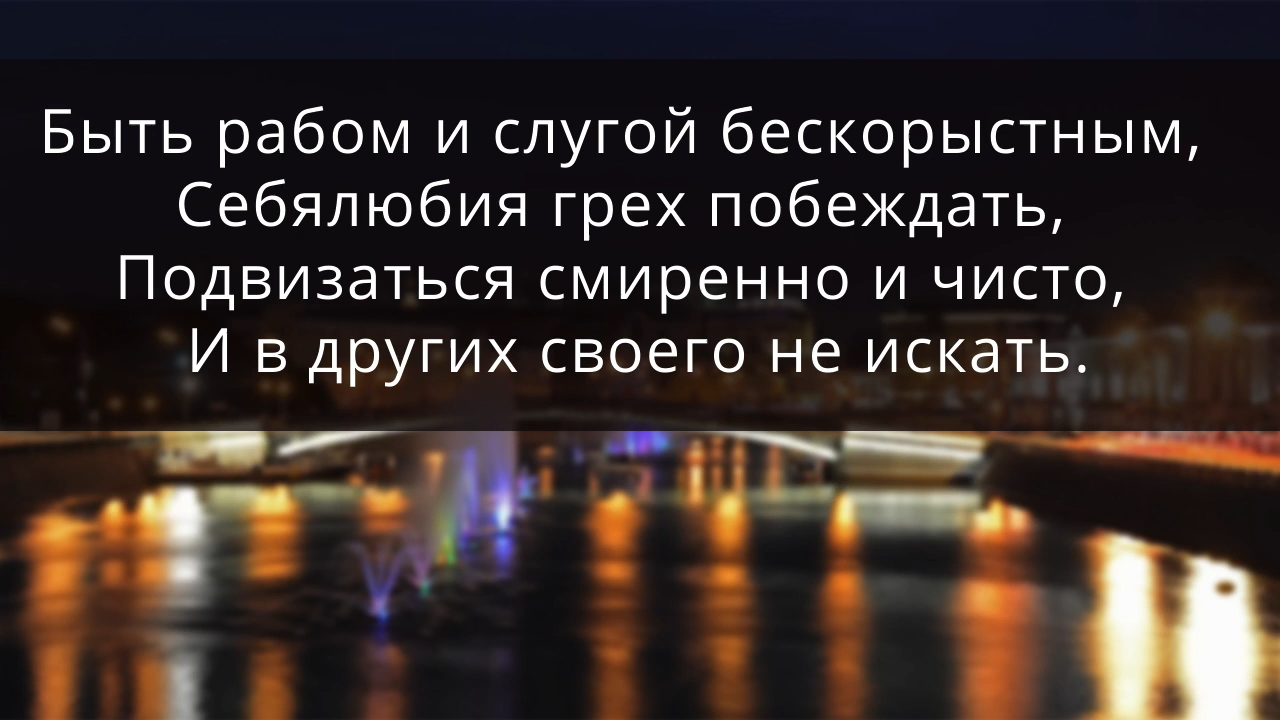 Быть рабом и слугой бескорыстным,
Себялюбия грех побеждать,
Подвизаться смиренно и чисто,
И в других своего не искать.